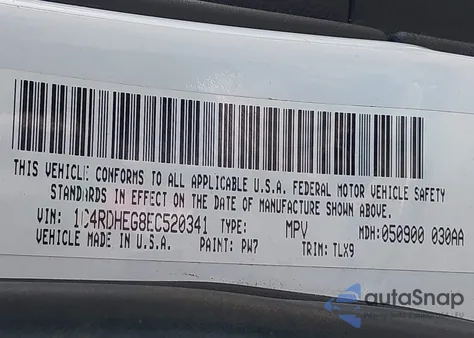 THIS VEHICLE CONFORMS TO ALL APPLICABLE U.S.A. FEDERAL MOTOR VEHICLE SAFETY
STANDARDS IN EFFECT ON THE DATE OF MANUFACTURE SHOWN ABOVE.
VIN: 1C4RDHEG8EC520341 TYPE: MPV MDH: 050900 030AA
VEHICLE MADE IN U.S.A. PAINT: PW7 TRIM: TLX9
autaSnap